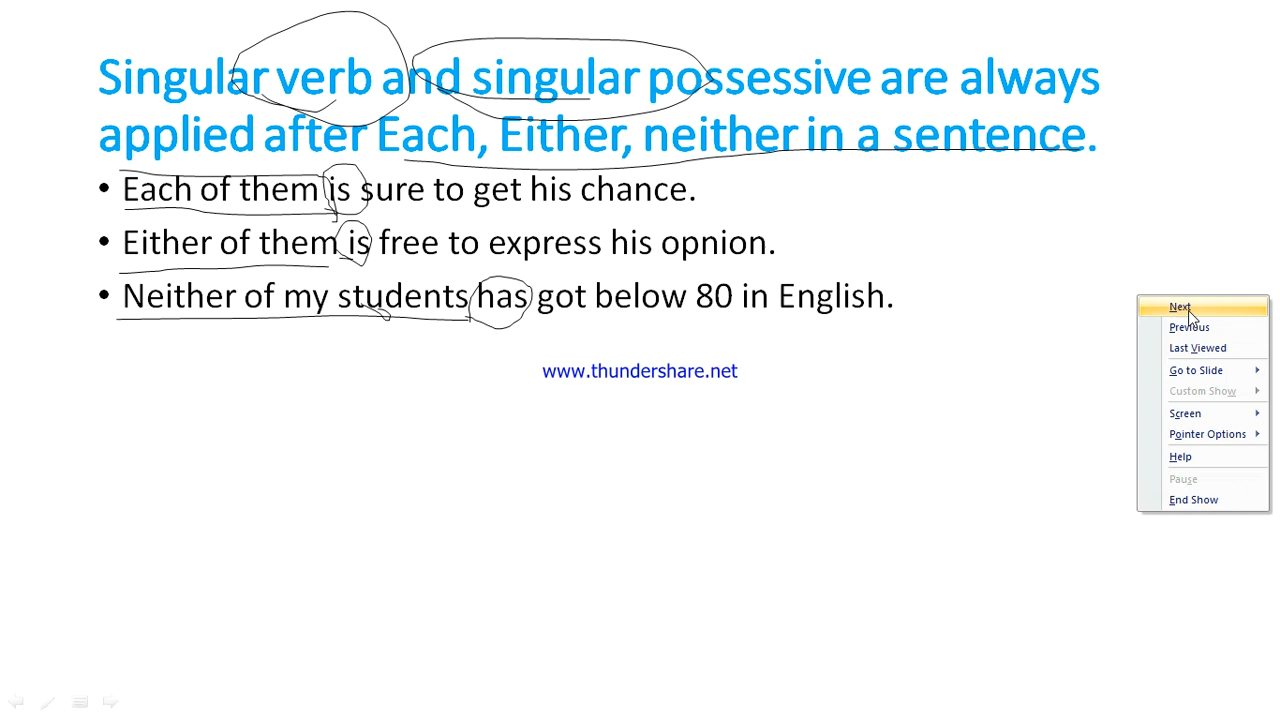 Singular verb and singular possessive are always
applied after Each, Either, neither in a sentence.
• Each of them is sure to get his chance.
• Either of them is free to express his opnion.
• Neither of my students has got below 80 in English.
www.thundershare.net
Next
Previous
Last Viewed
Go to Slide
Custom Show
Screen
Pointer Options
Help
Pause
End Show